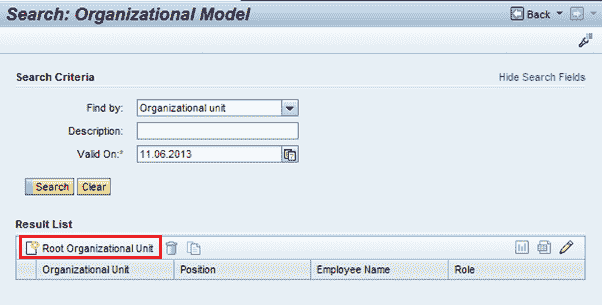 Search: Organizational Model
Back
Search Criteria
Hide Search Fields
Find by: Organizational unit
Description:
Valid On:* 11.06.2013
Search Clear
Result List
Root Organizational Unit
Organizational Unit Position Employee Name Role